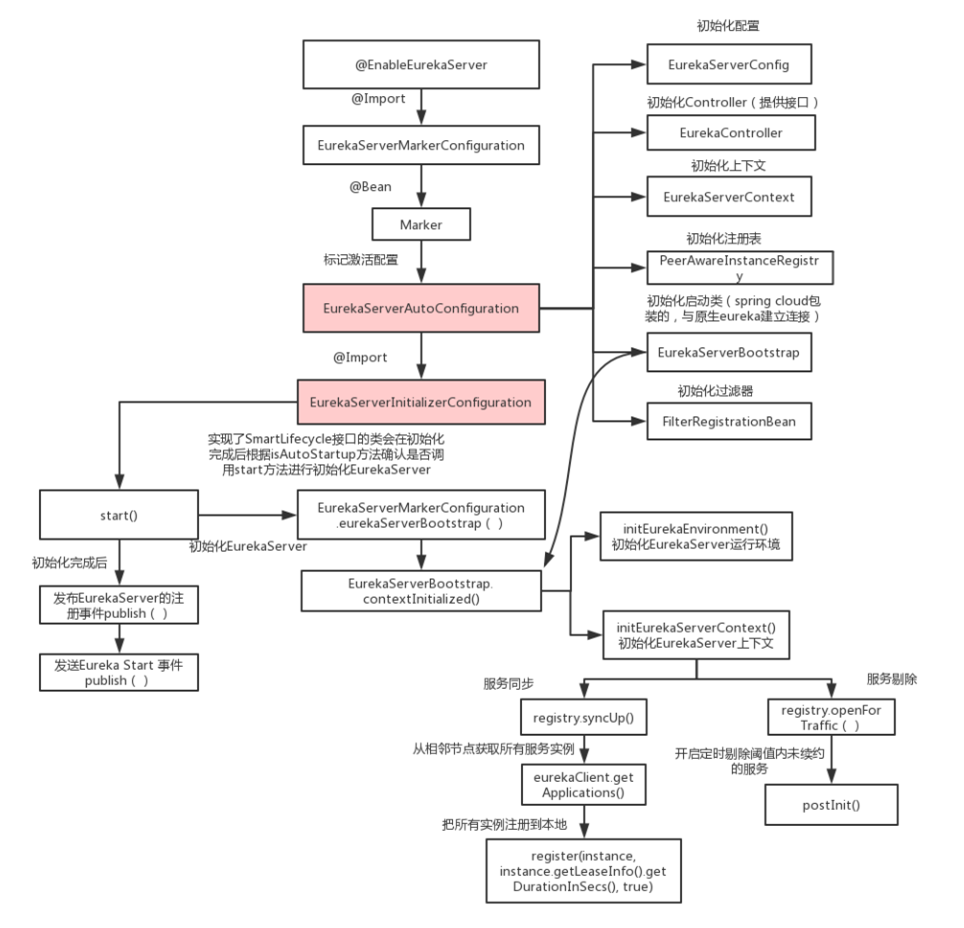 初始化配置
@EnableEurekaServer
EurekaServerConfig
@Import
初始化Controller（提供接口）
EurekaController
EurekaServerMarkerConfiguration
初始化上下文
@Bean
EurekaServerContext
Marker
初始化注册表
标记激活配置
PeerAwareInstanceRegistr
y
初始化启动类（spring cloud包
装的，与原生eureka建立连接）
EurekaServerAutoConfiguration
@Import
EurekaServerBootstrap
初始化过滤器
EurekaServerInitializerConfiguration
FilterRegistrationBean
实现了SmartLifecycle接口的类会在初始化
完成后根据isAutoStartup方法确认是否调
用start方法进行初始化EurekaServer
start()
EurekaServerMarkerConfiguration
.eurekaServerBootstrap（ ）
initEurekaEnvironment()
初始化EurekaServer运行环境
初始化EurekaServer
初始化完成后
EurekaServerBootstrap.
contextInitialized()
发布EurekaServer的注
册事件publish（ ）
initEurekaServerContext()
初始化EurekaServer上下文
发送Eureka Start 事件
publish（ ）
服务同步
服务剔除
registry.syncUp()
registry.openFor
Traffic（ ）
从相邻节点获取所有服务实例
开启定时剔除阈值内未续约
的服务
eurekaClient.get
Applications()
postInit()
把所有实例注册到本地
register(instance,
instance.getLeaseInfo().get
DurationInSecs(), true)